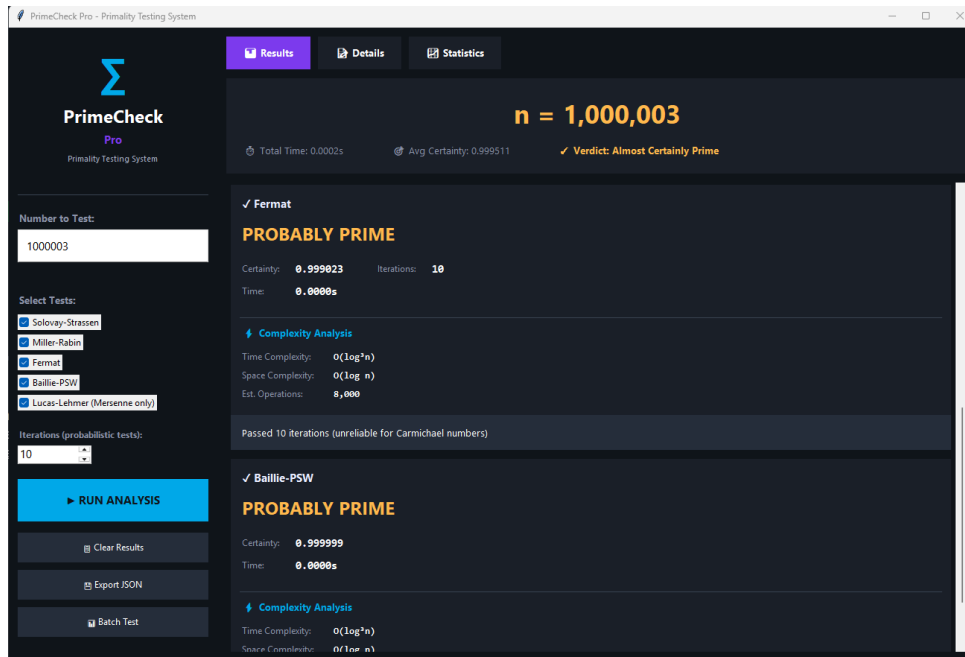 PrimeCheck Pro - Primality Testing System
Σ
PrimeCheck
Pro
Primality Testing System
Number to Test:
1000003
Select Tests:
Solovay-Strassen
Miller-Rabin
Fermat
Baillie-PSW
Lucas-Lehmer (Mersenne only)
Iterations (probabilistic tests):
10
▶ RUN ANALYSIS
Clear Results
Export JSON
Batch Test
Results Details Statistics
n = 1,000,003
Total Time: 0.0002s Avg Certainty: 0.999511 ✓ Verdict: Almost Certainly Prime
✓ Fermat
PROBABLY PRIME
Certainty: 0.999023 Iterations: 10
Time: 0.0000s
Complexity Analysis
Time Complexity: O(log³n)
Space Complexity: O(log n)
Est. Operations: 8,000
Passed 10 iterations (unreliable for Carmichael numbers)
✓ Baillie-PSW
PROBABLY PRIME
Certainty: 0.999999
Time: 0.0000s
Complexity Analysis
Time Complexity: O(log³n)
Space Complexity: O(log n)